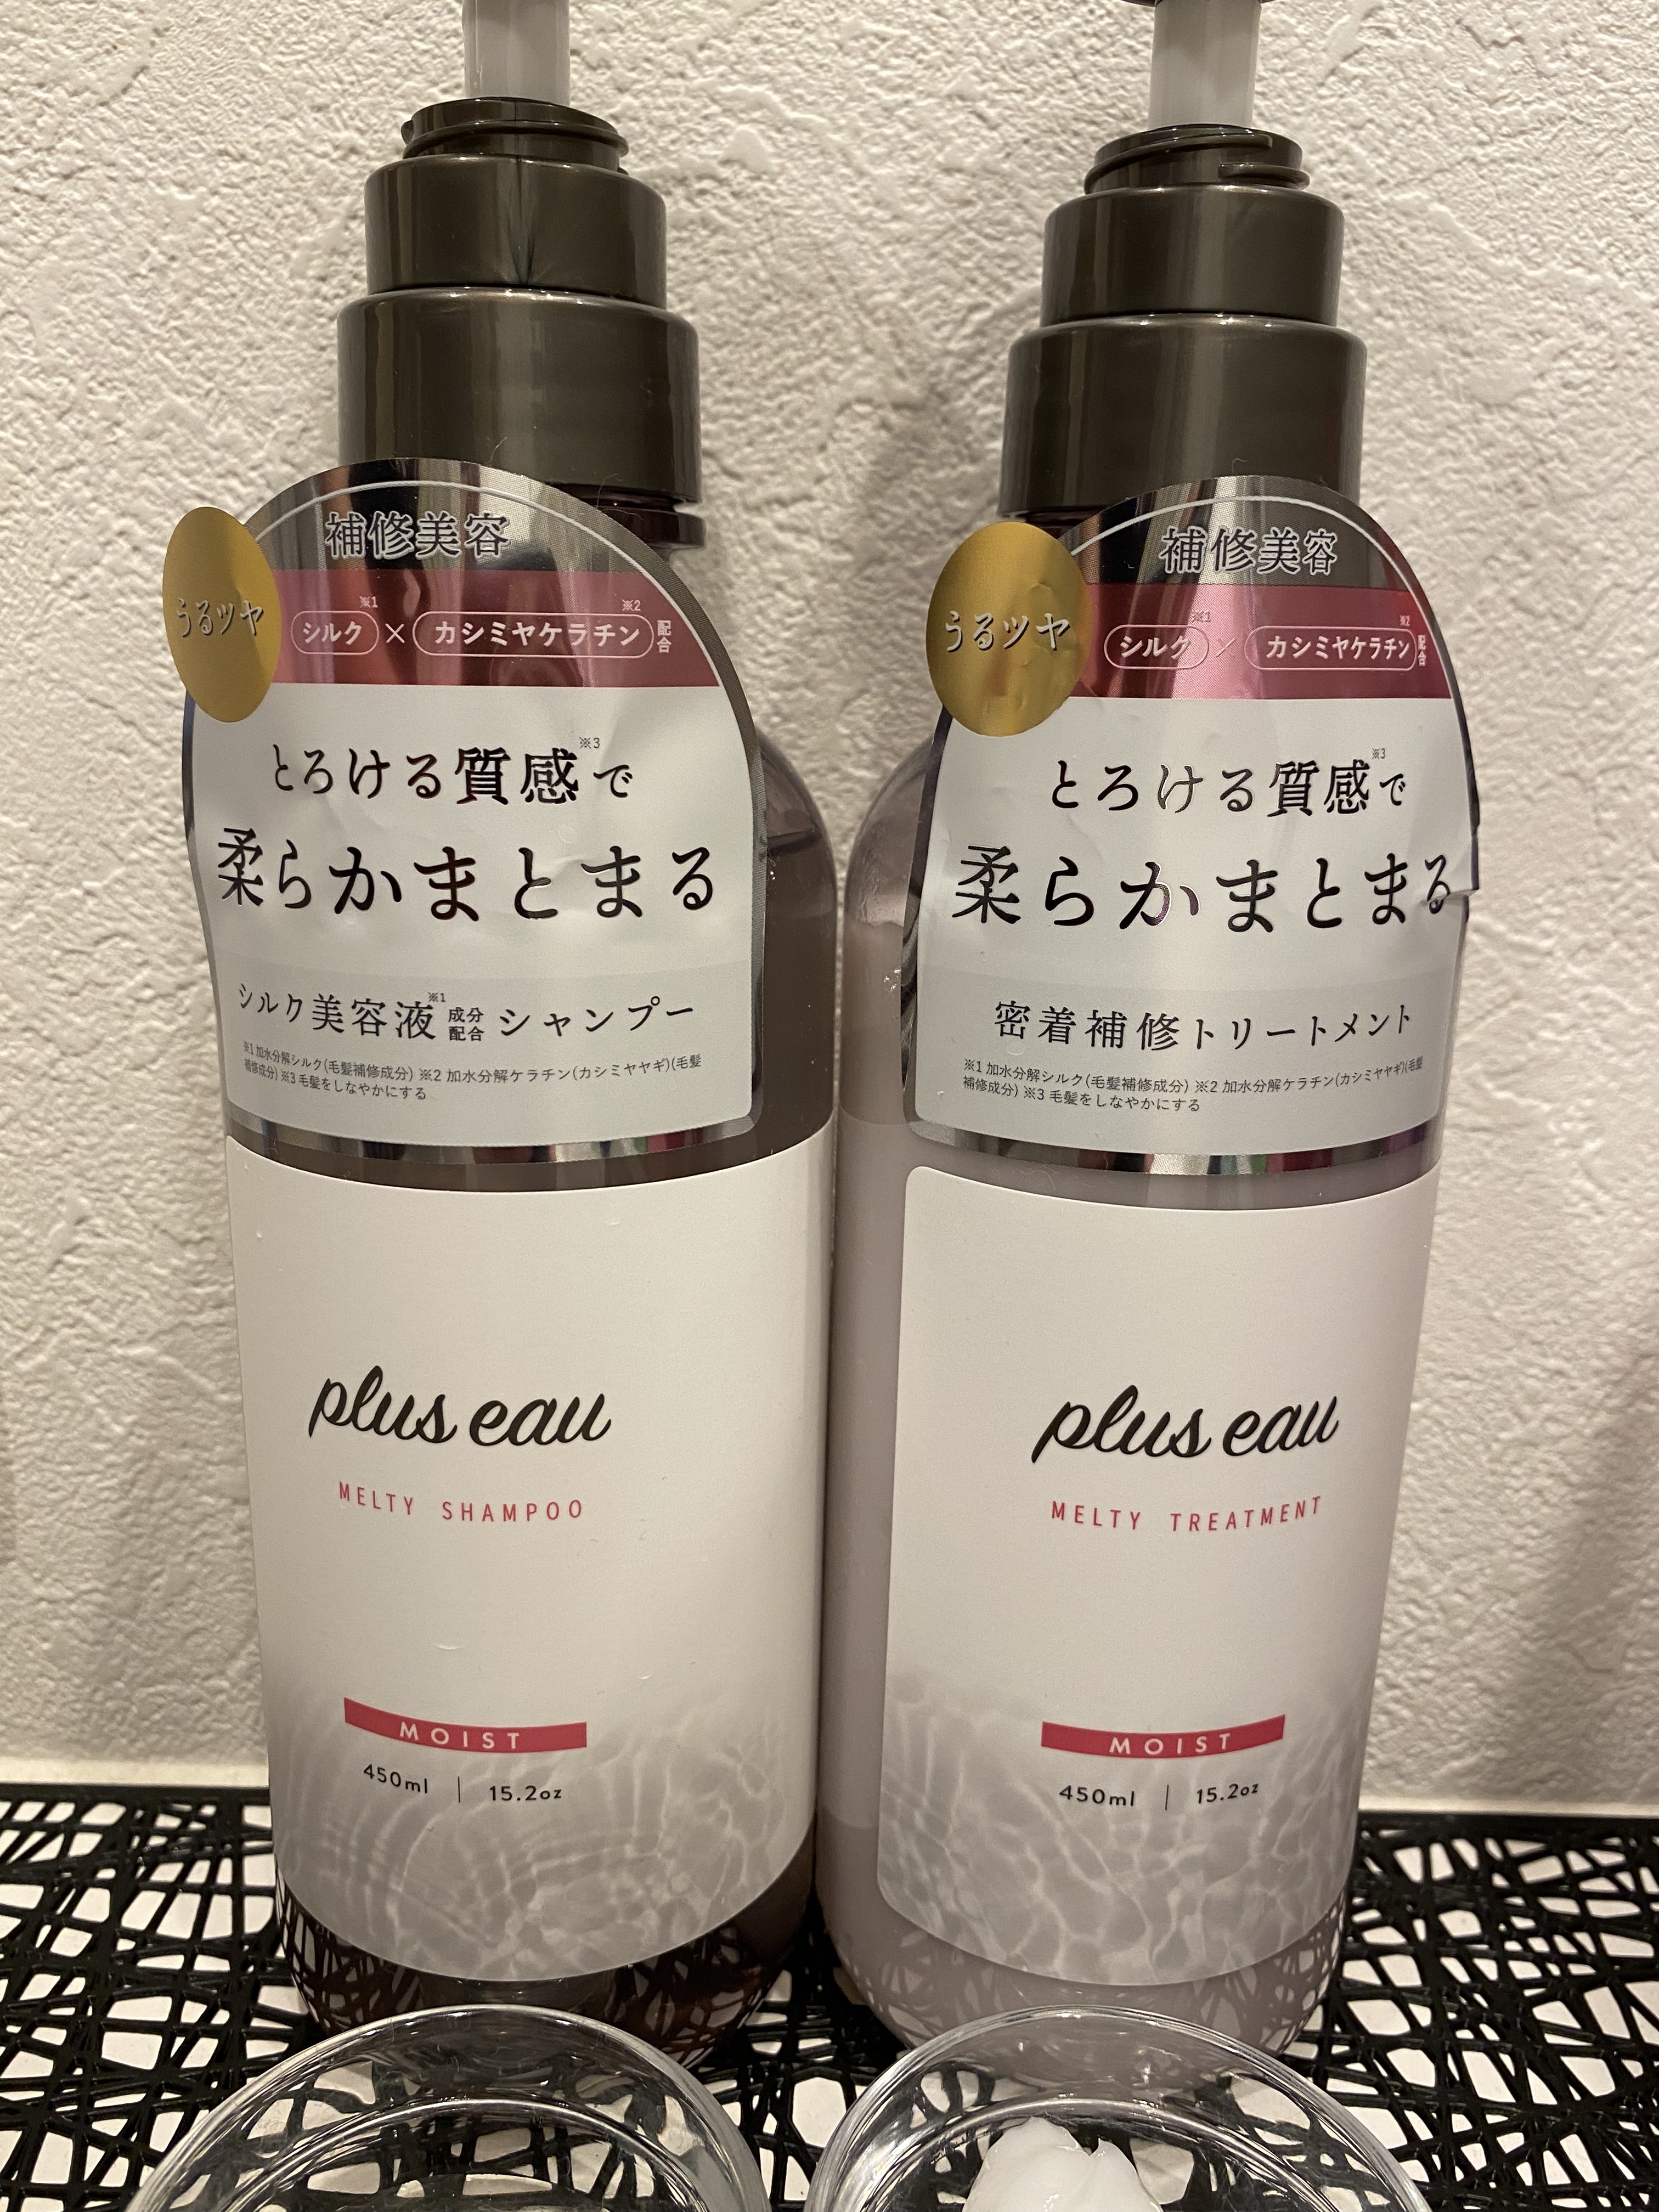 補修美容
うるツヤ
※1 ※2
シルク×カシミヤケラチン配合
とろける質感※3で
柔らかまとまる
シルク美容液※1成分配合シャンプー
※1 加水分解シルク(毛髪補修成分) ※2 加水分解ケラチン(カシミヤヤギ)(毛髪
補修成分) ※3 毛髪をしなやかにする
plus eau
MELTY SHAMPOO
MOIST
450ml | 15.2oz
補修美容
うるツヤ
※1 ※2
シルク×カシミヤケラチン配合
とろける質感※3で
柔らかまとまる
密着補修トリートメント
※1 加水分解シルク(毛髪補修成分) ※2 加水分解ケラチン(カシミヤヤギ)(毛髪
補修成分) ※3 毛髪をしなやかにする
plus eau
MELTY TREATMENT
MOIST
450ml | 15.2oz